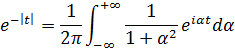 e^{-|t|} = \frac{1}{2\pi} \int_{-\infty}^{+\infty} \frac{1}{1+\alpha^2} e^{i\alpha t} d\alpha